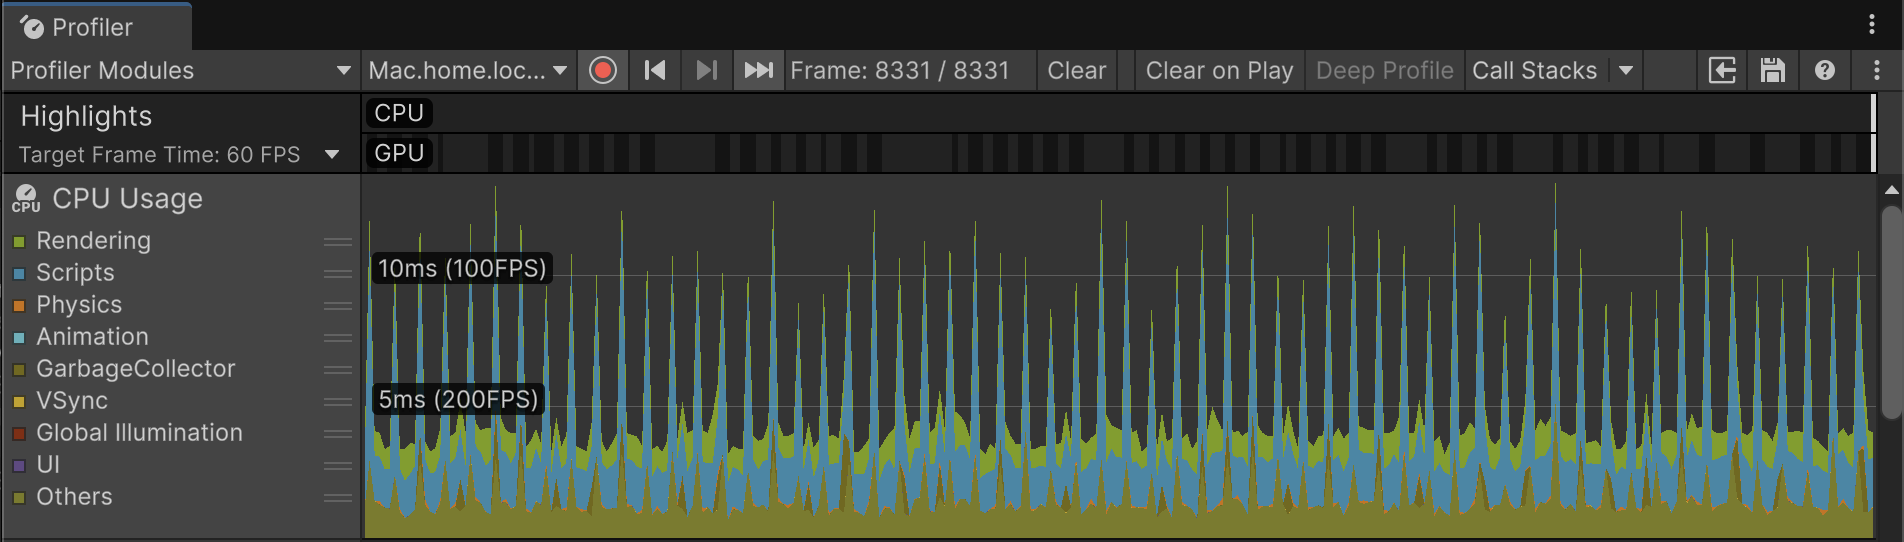 Profiler
Profiler Modules Mac.home.loc... Frame: 8331 / 8331 Clear Clear on Play Deep Profile Call Stacks
Highlights
Target Frame Time: 60 FPS
CPU
GPU
CPU CPU Usage
Rendering
Scripts
Physics
Animation
GarbageCollector
VSync
Global Illumination
UI
Others
10ms (100FPS)
5ms (200FPS)